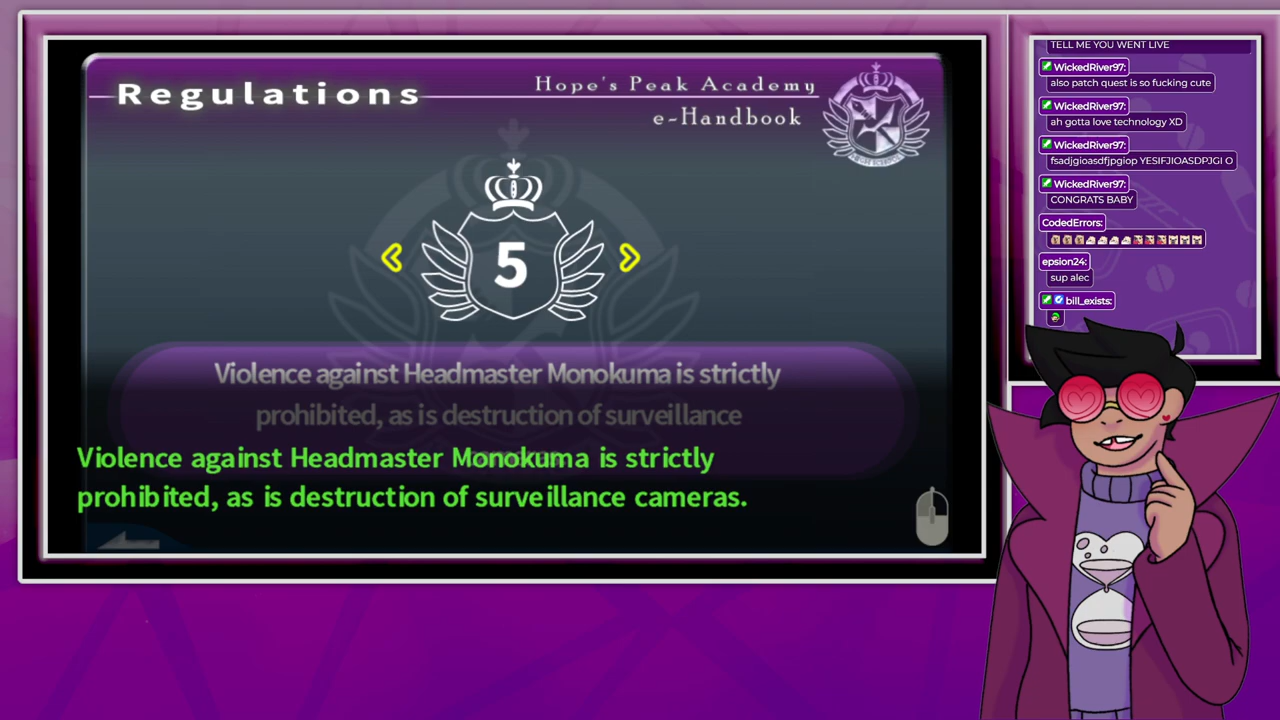 Regulations
Hope's Peak Academy
e-Handbook
5
Violence against Headmaster Monokuma is strictly
prohibited, as is destruction of surveillance
Violence against Headmaster Monokuma is strictly
prohibited, as is destruction of surveillance cameras.
TELL ME YOU WENT LIVE
WickedRiver97:
also patch quest is so fucking cute
WickedRiver97:
ah gotta love technology XD
WickedRiver97:
fsadjgioasdfjpgiop YESIFJIOASDPJGI O
WickedRiver97:
CONGRATS BABY
CodedErrors:
epsion24:
sup alec
bill_exists: